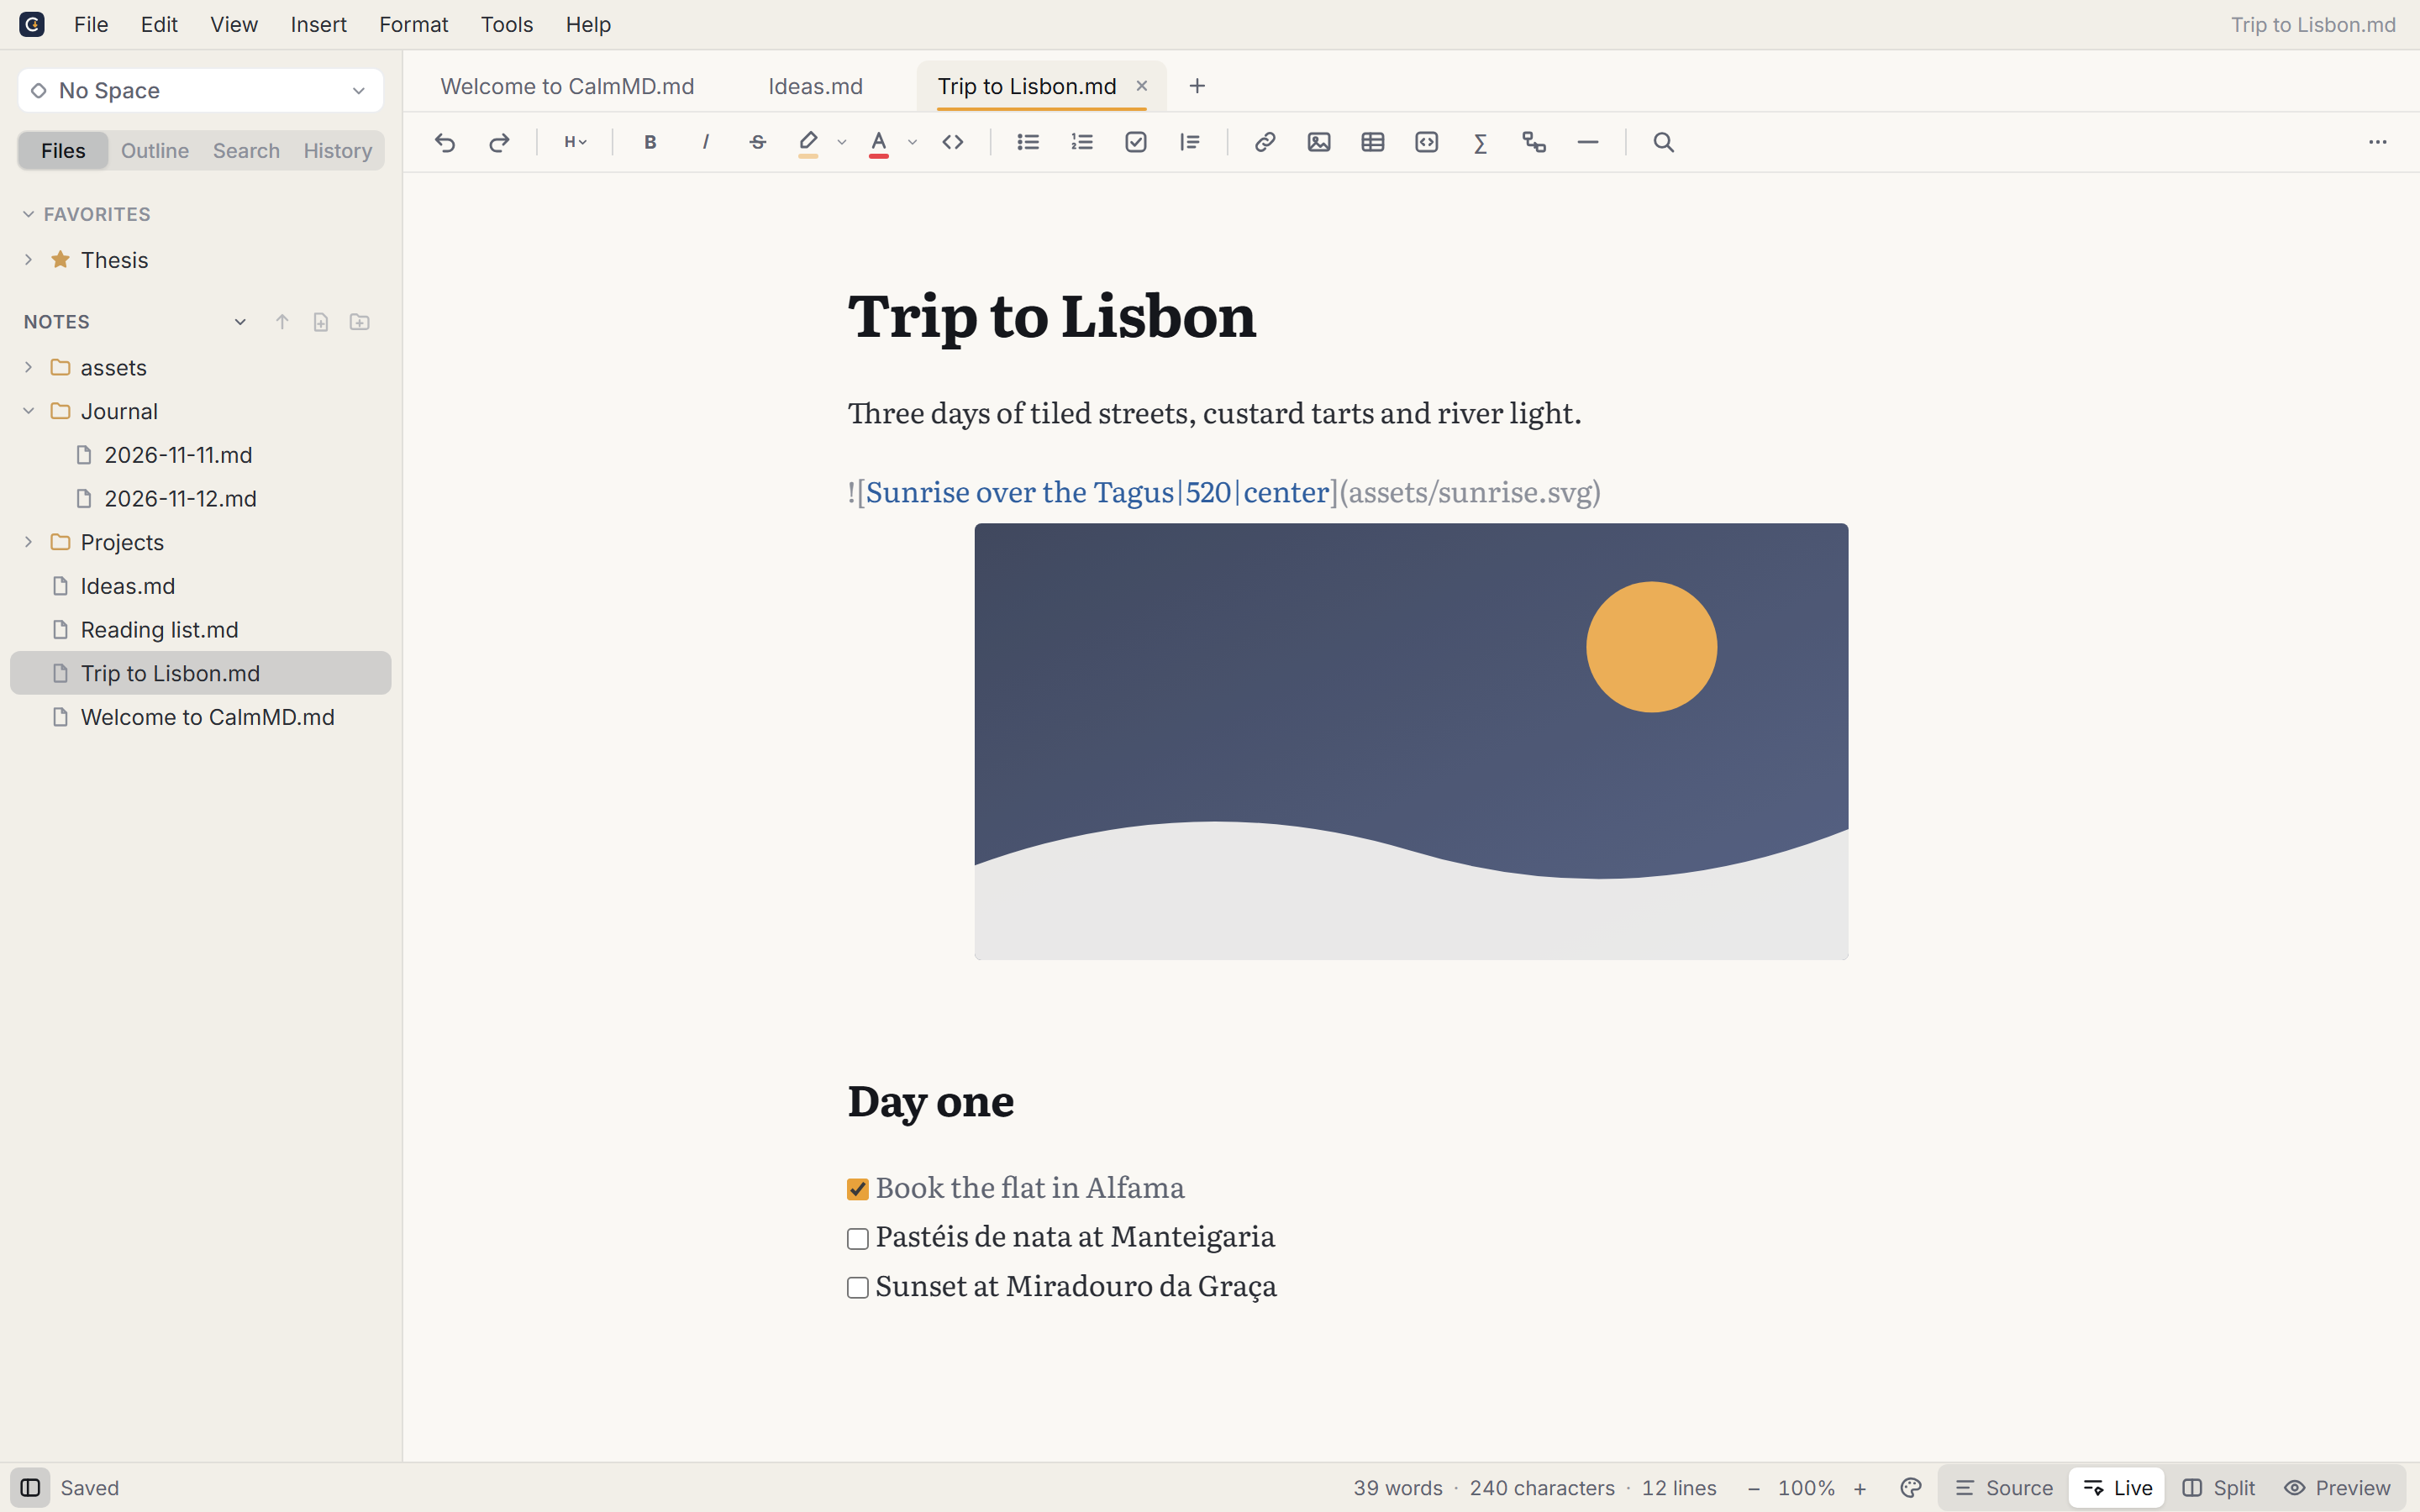 File Edit View Insert Format Tools Help Trip to Lisbon.md
No Space
Files Outline Search History
FAVORITES
Thesis
NOTES
assets
Journal
2026-11-11.md
2026-11-12.md
Projects
Ideas.md
Reading list.md
Trip to Lisbon.md
Welcome to CalmMD.md
Welcome to CalmMD.md Ideas.md Trip to Lisbon.md
H B I S A
Trip to Lisbon
Three days of tiled streets, custard tarts and river light.
![Sunrise over the Tagus|520|center](assets/sunrise.svg)
Day one
Book the flat in Alfama
Pastéis de nata at Manteigaria
Sunset at Miradouro da Graça
Saved 39 words · 240 characters · 12 lines − 100% + Source Live Split Preview